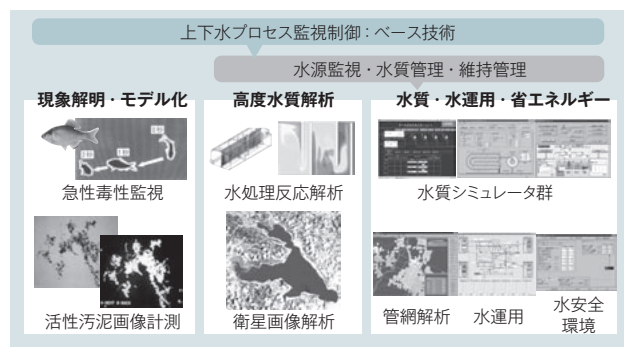 上下水プロセス監視制御：ベース技術
水源監視・水質管理・維持管理
現象解明・モデル化
高度水質解析
水質・水運用・省エネルギー
急性毒性監視
水処理反応解析
水質シミュレータ群
活性汚泥画像計測
衛星画像解析
管網解析
水運用
水安全
環境